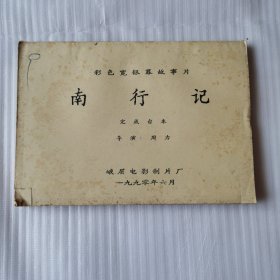 彩色宽银幕故事片
南行记
完成台本
导演：周力
峨眉电影制片厂
一九九零年六月